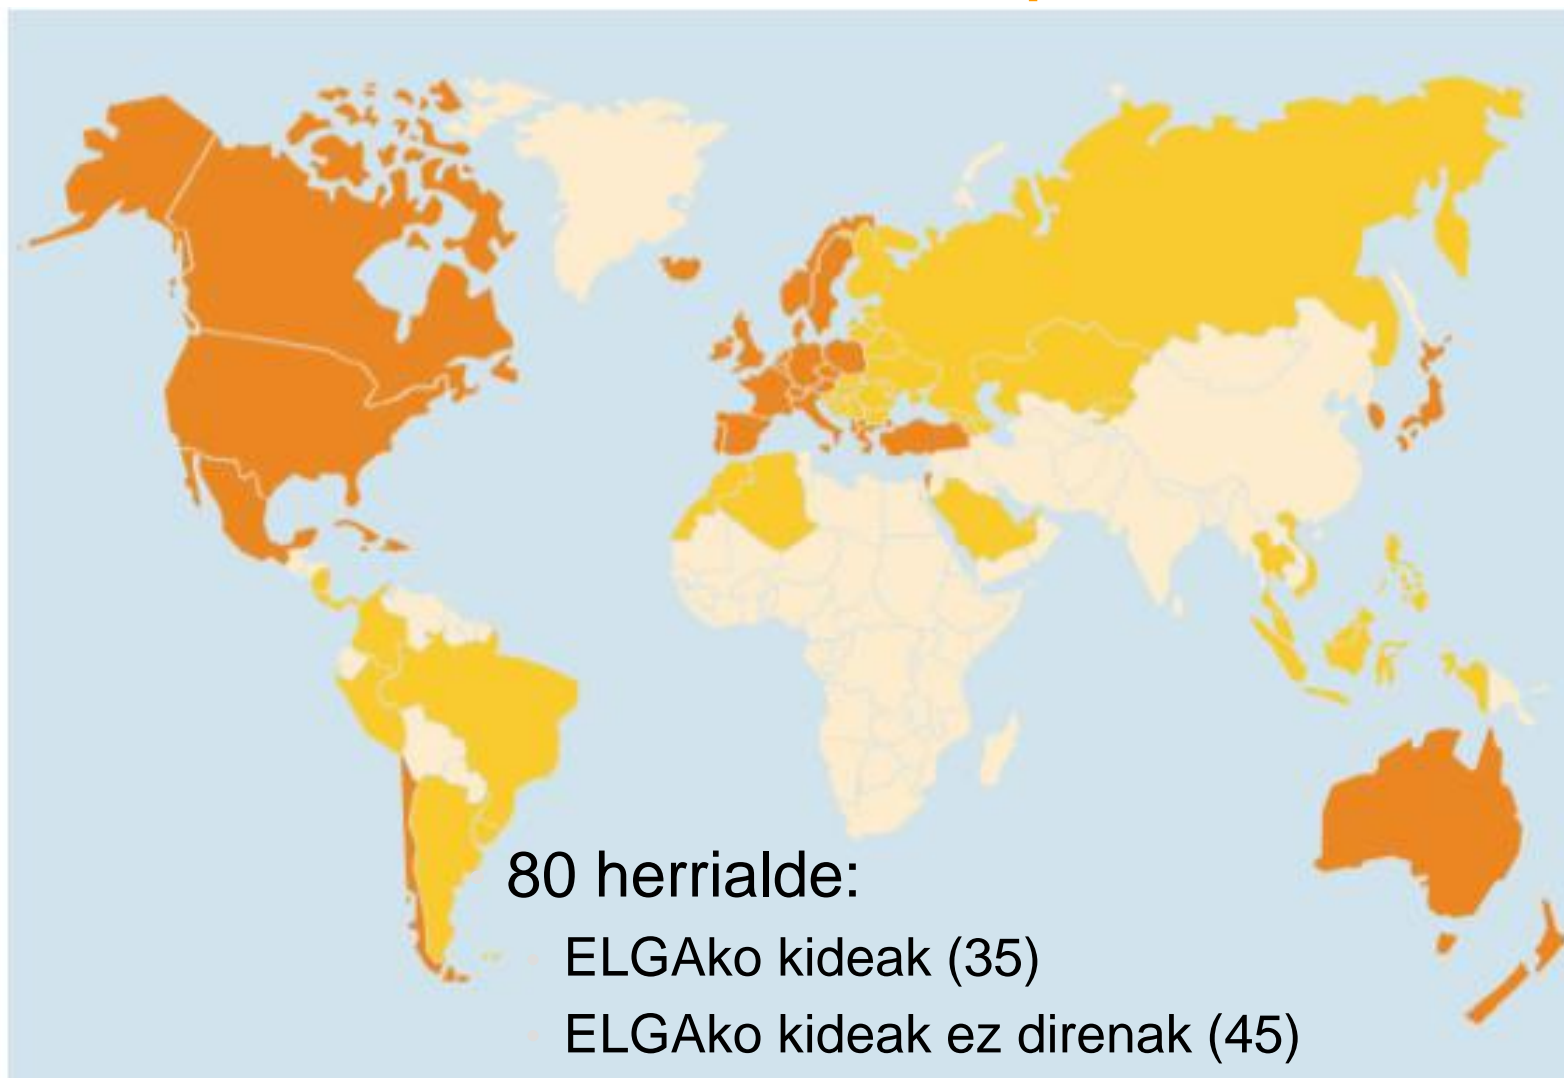 80 herrialde:
ELGAko kideak (35)
ELGAko kideak ez direnak (45)